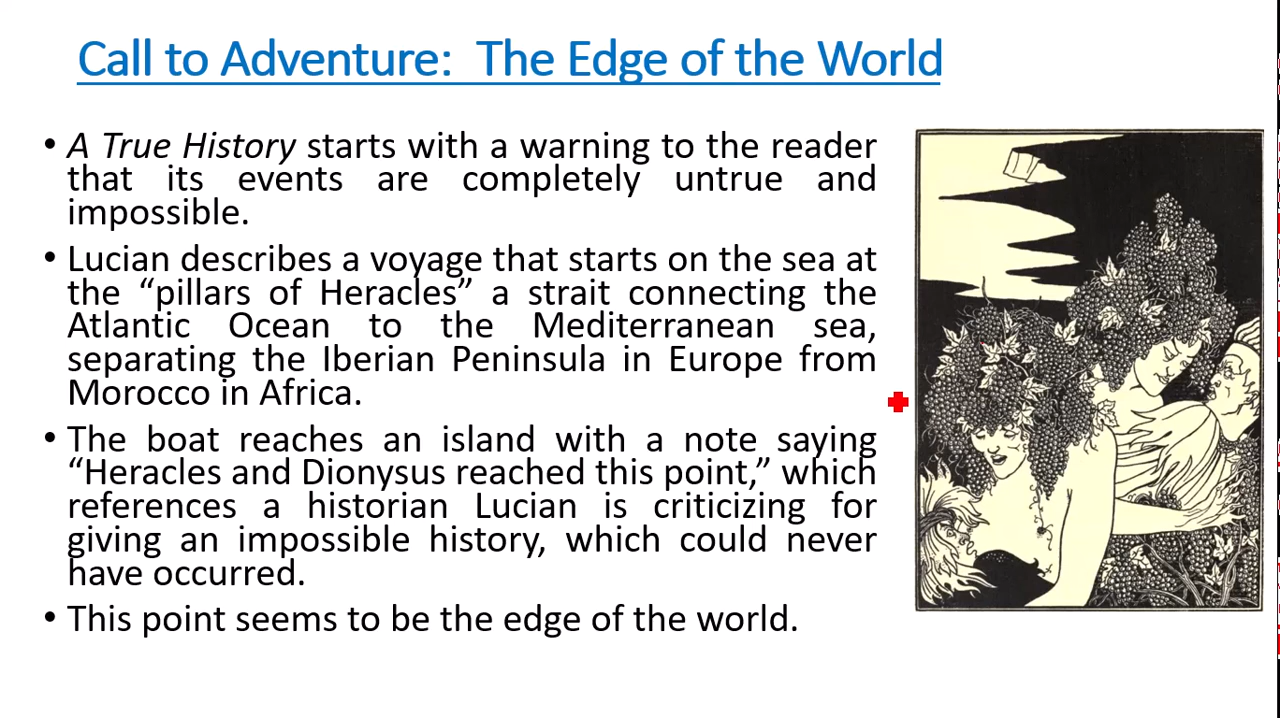 Call to Adventure:  The Edge of the World
• A True History starts with a warning to the reader
that its events are completely untrue and
impossible.
• Lucian describes a voyage that starts on the sea at
the “pillars of Heracles” a strait connecting the
Atlantic Ocean to the Mediterranean sea,
separating the Iberian Peninsula in Europe from
Morocco in Africa.
• The boat reaches an island with a note saying
“Heracles and Dionysus reached this point,” which
references a historian Lucian is criticizing for
giving an impossible history, which could never
have occurred.
• This point seems to be the edge of the world.